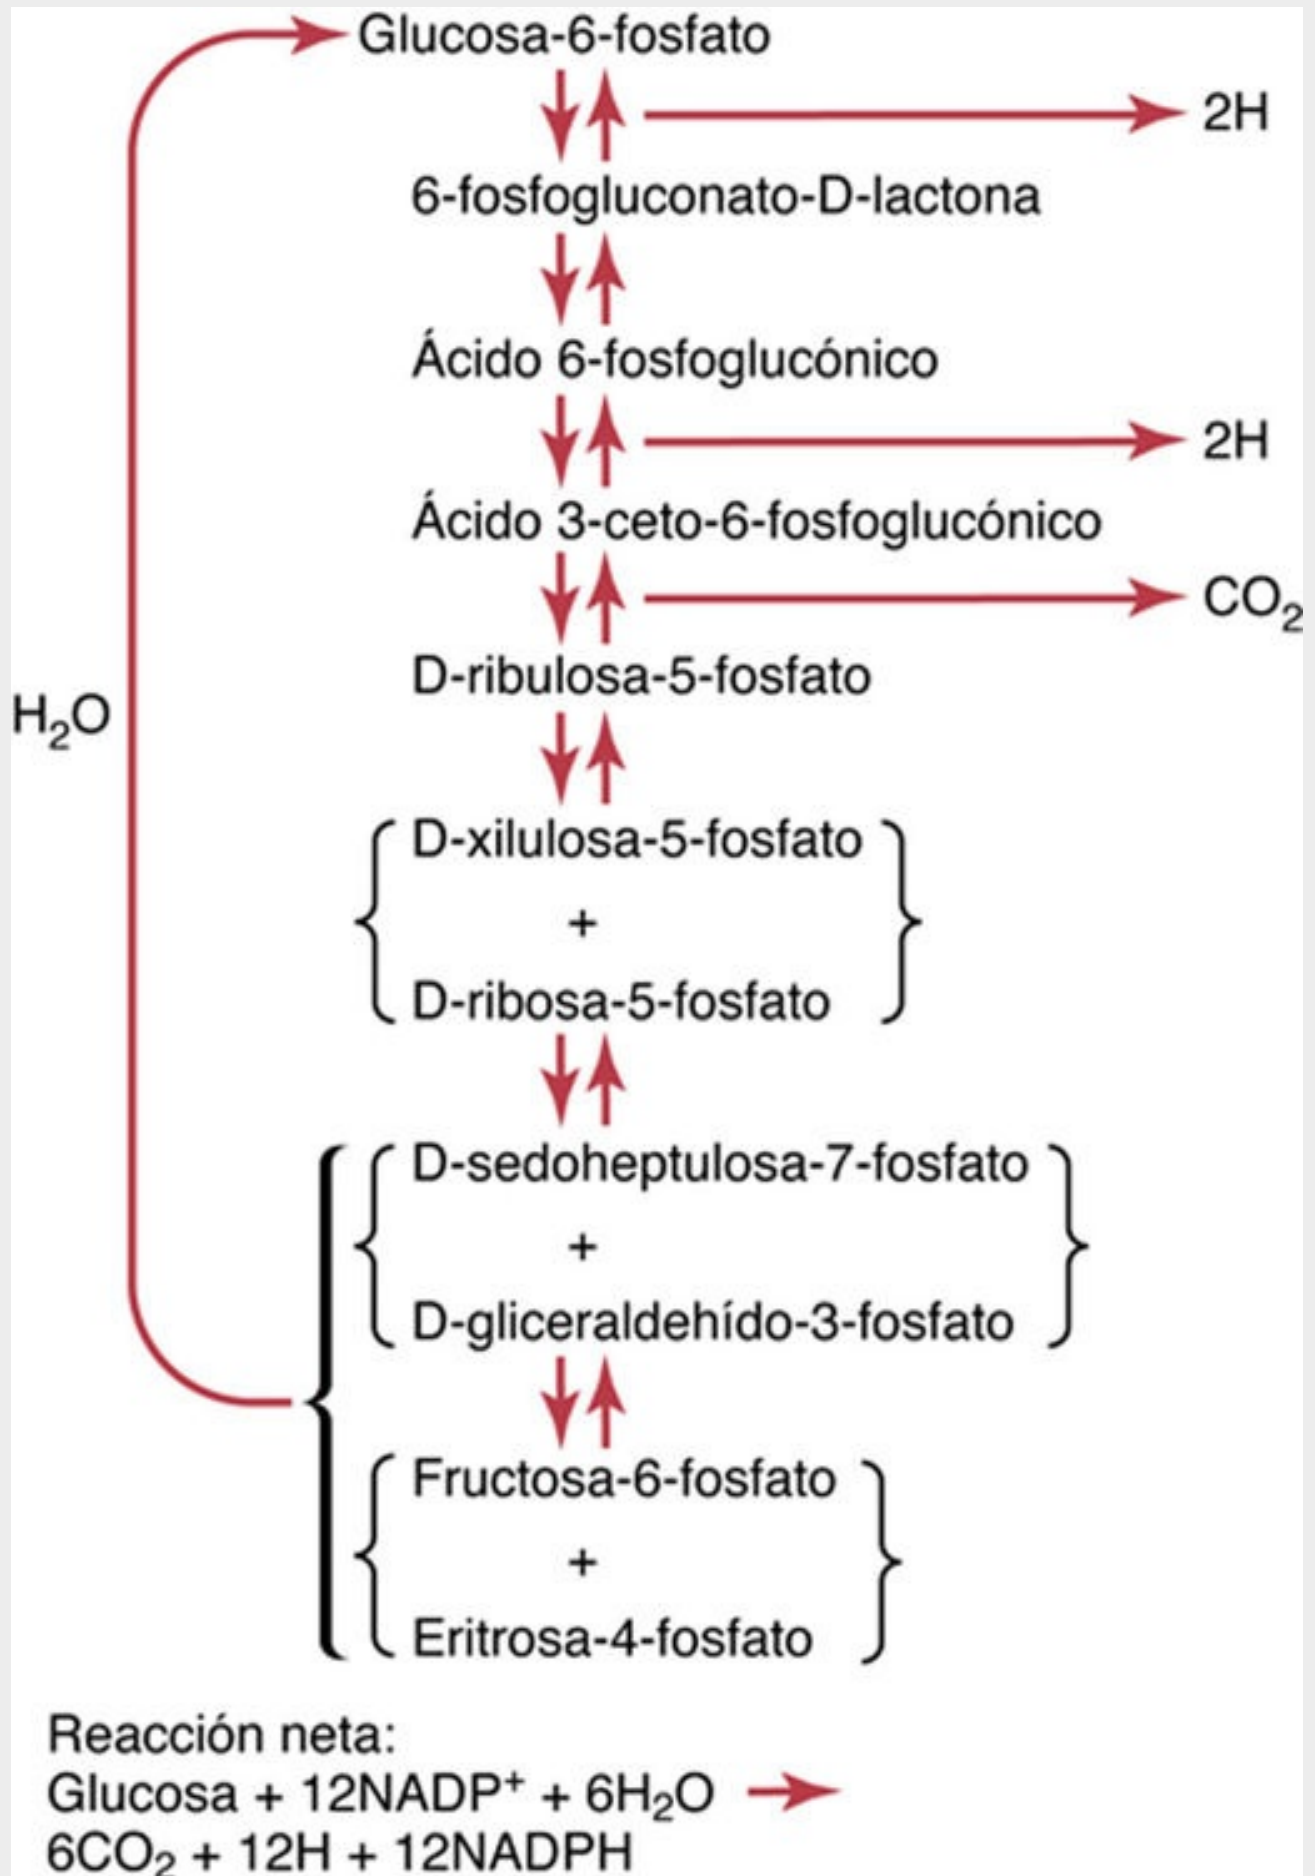 Glucosa-6-fosfato
2H
6-fosfogluconato-D-lactona
Ácido 6-fosfoglucónico
2H
Ácido 3-ceto-6-fosfoglucónico
CO₂
D-ribulosa-5-fosfato
H₂O
D-xilulosa-5-fosfato
+
D-ribosa-5-fosfato
D-sedoheptulosa-7-fosfato
+
D-gliceraldehído-3-fosfato
Fructosa-6-fosfato
+
Eritrosa-4-fosfato
Reacción neta:
Glucosa + 12NADP⁺ + 6H₂O →
6CO₂ + 12H + 12NADPH